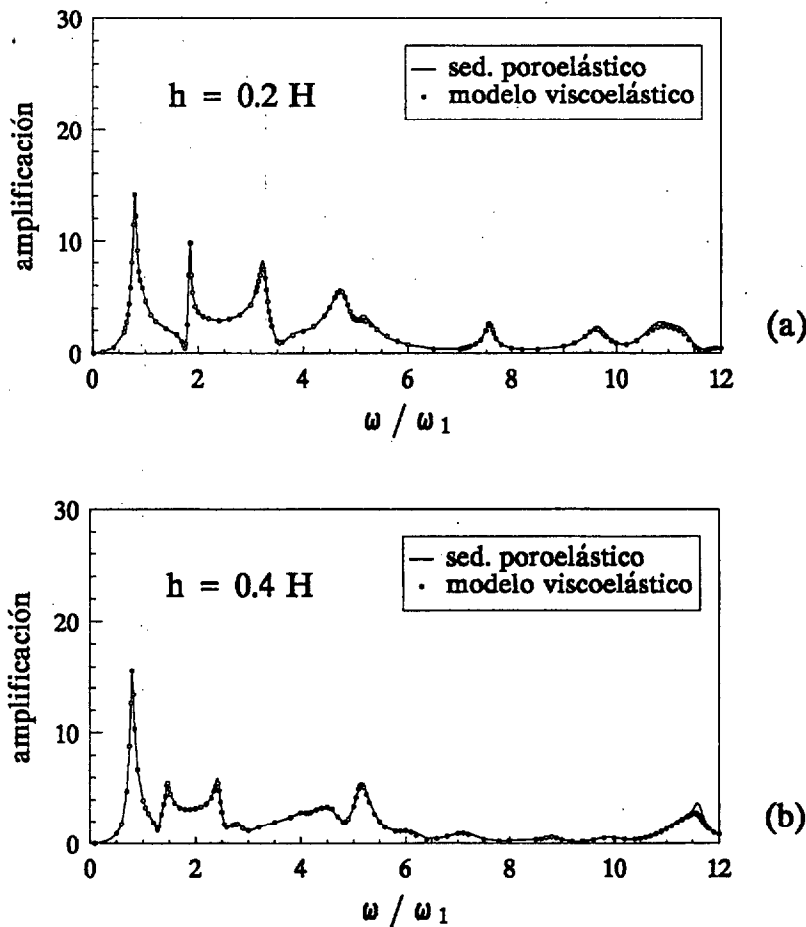 30
sed. poroelástico
modelo viscoelástico
h = 0.2 H
20
amplificación
10
0
0 2 4 6 8 10 12
ω / ω1
(a)
30
sed. poroelástico
modelo viscoelástico
h = 0.4 H
20
amplificación
10
0
0 2 4 6 8 10 12
ω / ω1
(b)